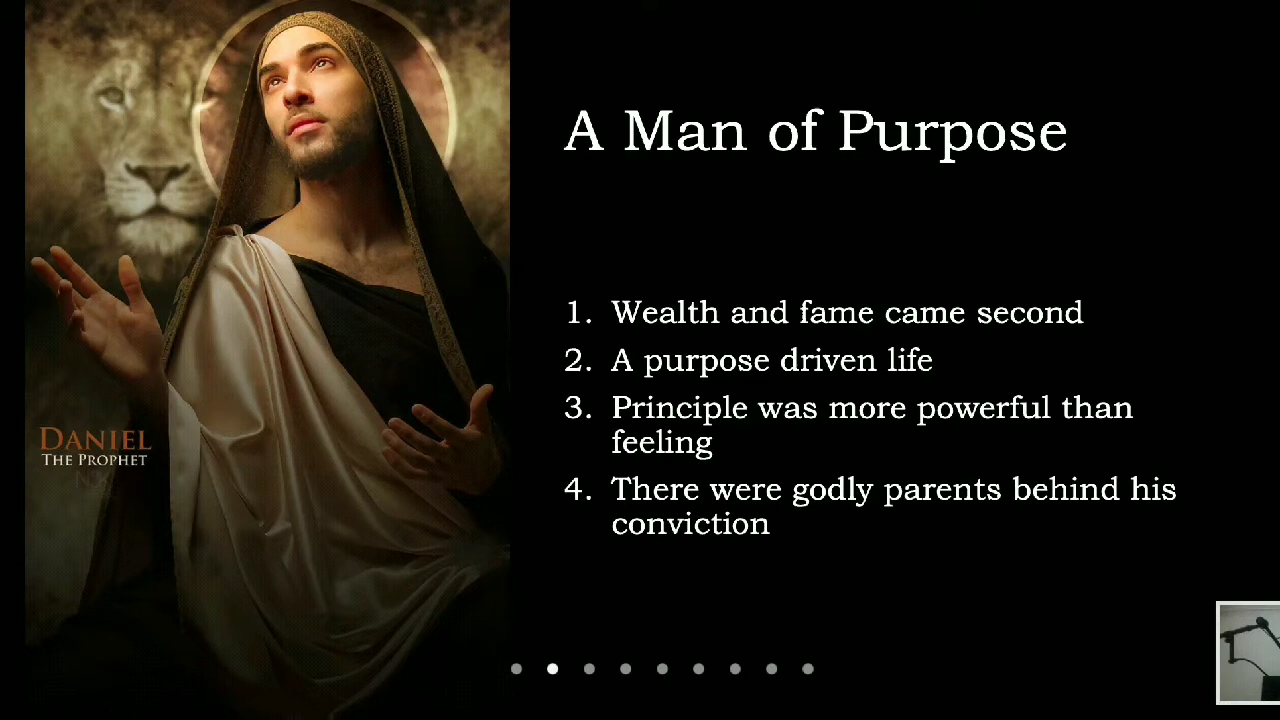 A Man of Purpose
1. Wealth and fame came second
2. A purpose driven life
3. Principle was more powerful than
feeling
4. There were godly parents behind his
conviction
DANIEL
THE PROPHET